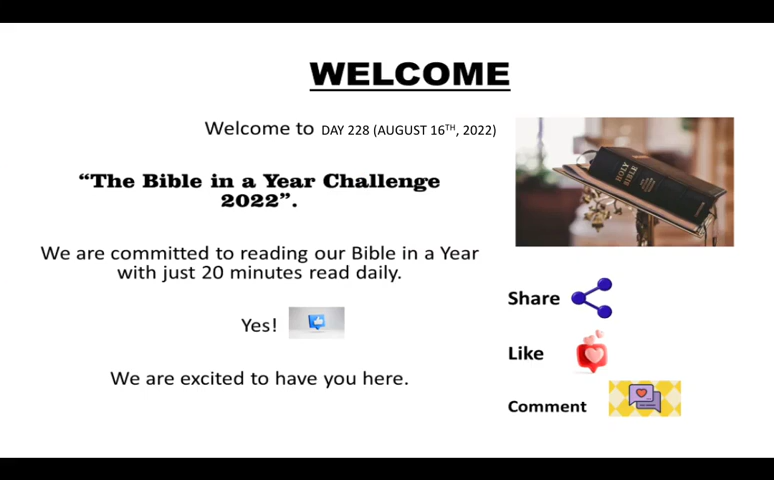 WELCOME
Welcome to DAY 228 (AUGUST 16TH, 2022)
“The Bible in a Year Challenge
2022”.
We are committed to reading our Bible in a Year
with just 20 minutes read daily.
Yes!
We are excited to have you here.
HOLY
BIBLE
Share
Like
Comment